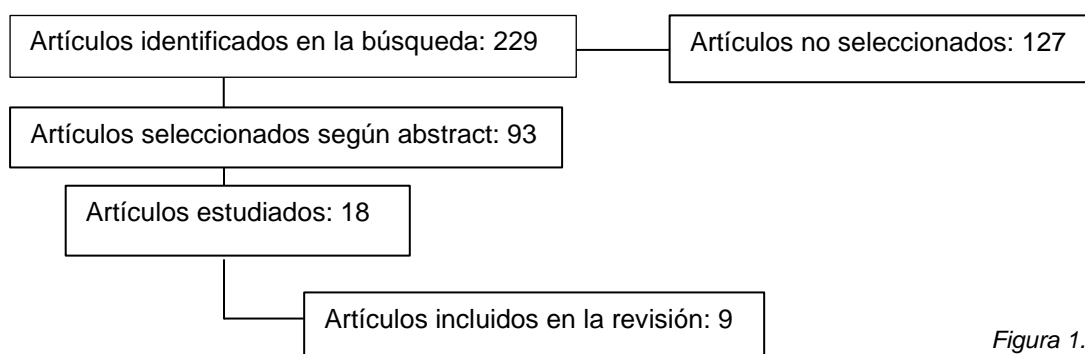 Artículos identificados en la búsqueda: 229
Artículos no seleccionados: 127
Artículos seleccionados según abstract: 93
Artículos estudiados: 18
Artículos incluidos en la revisión: 9
Figura 1.